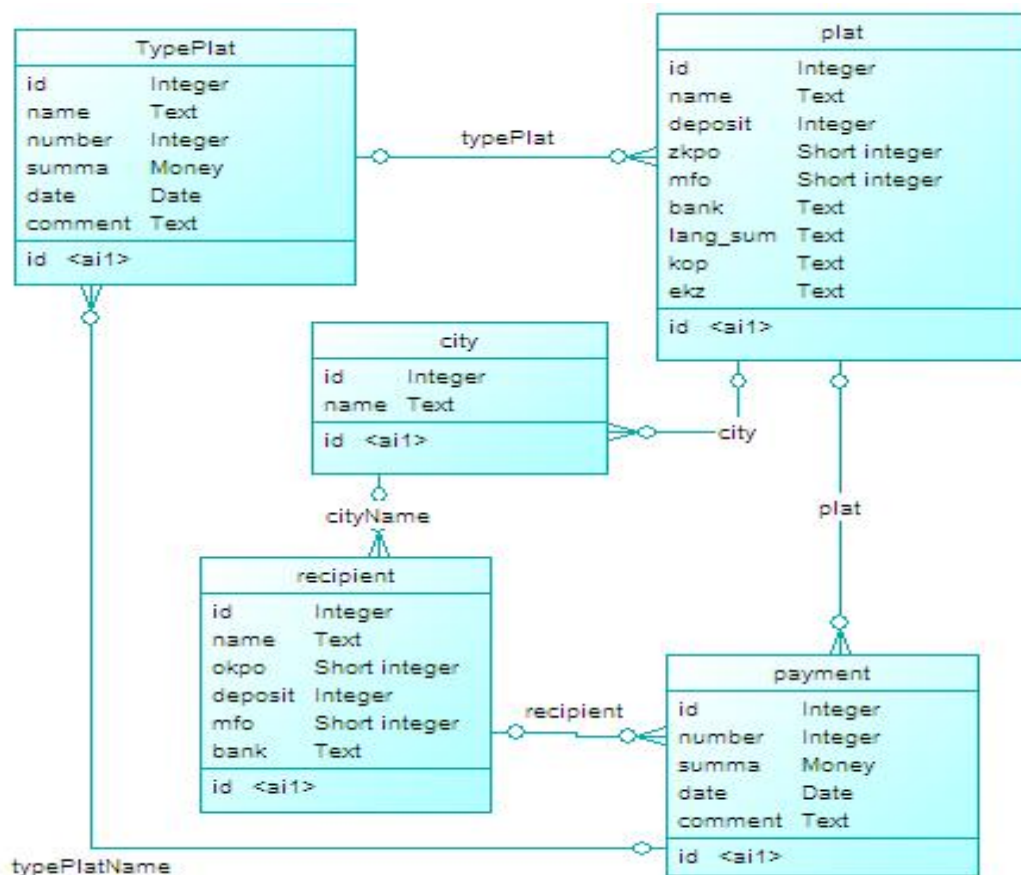 TypePlat
id Integer
name Text
number Integer
summa Money
date Date
comment Text
id <ai1>
typePlat
plat
id Integer
name Text
deposit Integer
zkpo Short integer
mfo Short integer
bank Text
lang_sum Text
kop Text
ekz Text
id <ai1>
city
id Integer
name Text
id <ai1>
city
cityName
plat
recipient
id Integer
name Text
okpo Short integer
deposit Integer
mfo Short integer
bank Text
id <ai1>
recipient
payment
id Integer
number Integer
summa Money
date Date
comment Text
id <ai1>
typePlatName